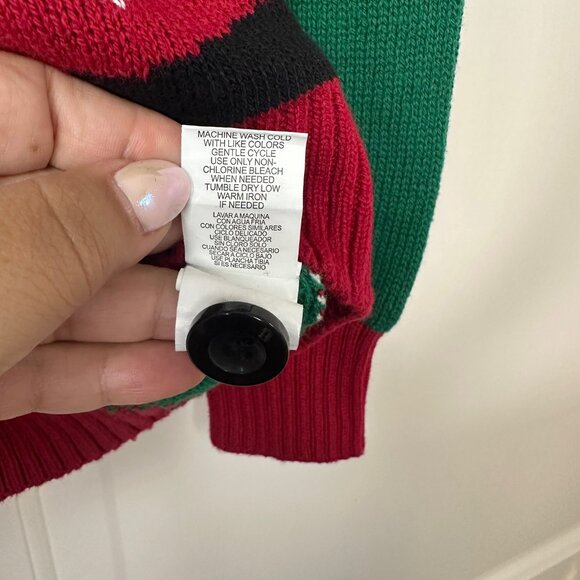 MACHINE WASH COLD
WITH LIKE COLORS
GENTLE CYCLE
USE ONLY NON-
CHLORINE BLEACH
WHEN NEEDED
TUMBLE DRY LOW
WARM IRON
IF NEEDED
LAVAR A MAQUINA
CON AGUA FRIA
CON COLORES SIMILARES
CICLO DELICADO
USE BLANQUEADOR
SIN CLORO SOLO
CUANDO SEA NECESARIO
SECAR A CICLO BAJO
USE PLANCHA TIBIA
SI ES NECESARIO